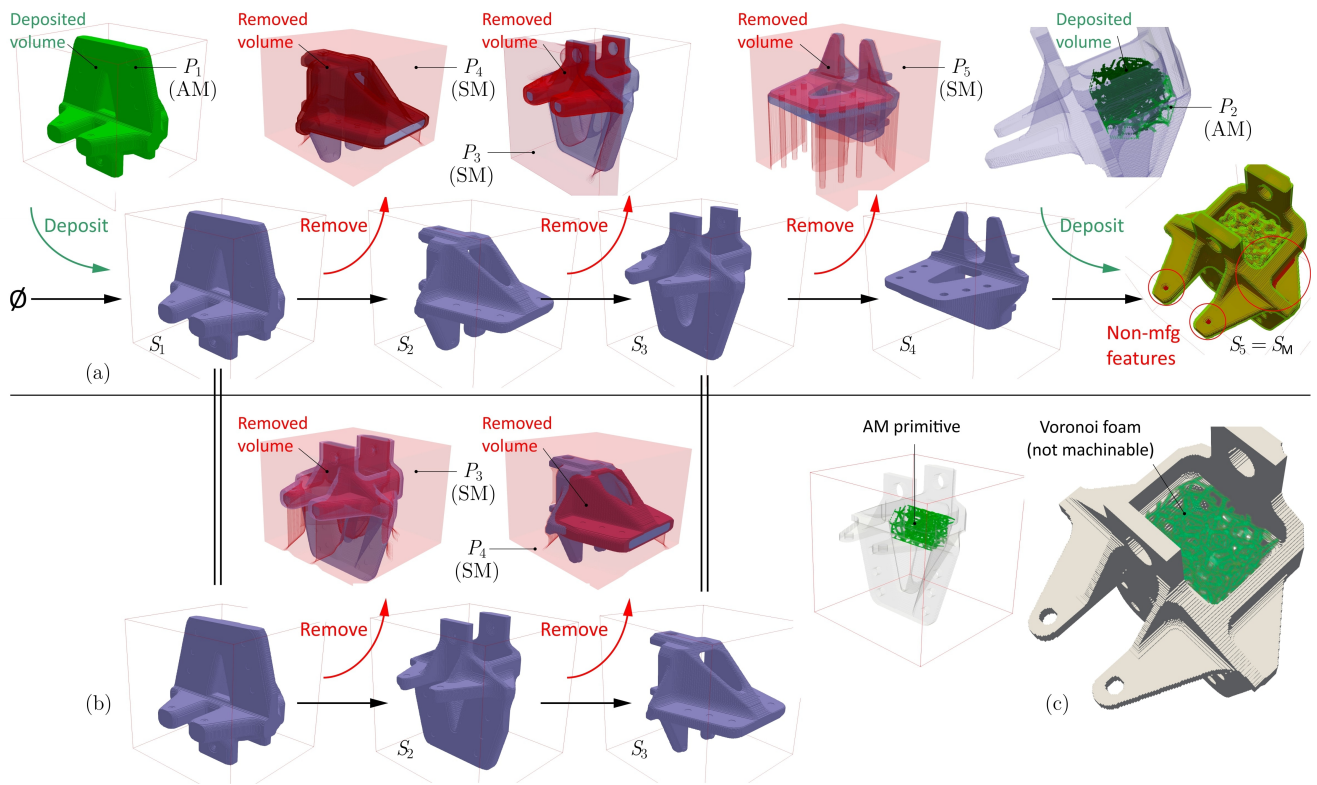 Deposited
volume
P₁
(AM)
Removed
volume
P₄
(SM)
Removed
volume
P₃
(SM)
Removed
volume
P₅
(SM)
Deposited
volume
P₂
(AM)
Deposit
Remove
Remove
Remove
Deposit
∅
S₁
S₂
S₃
S₄
Non-mfg
features
S₅ = S_M
(a)
Removed
volume
P₃
(SM)
Removed
volume
P₄
(SM)
AM primitive
Voronoi foam
(not machinable)
Remove
Remove
(b)
S₂
S₃
(c)